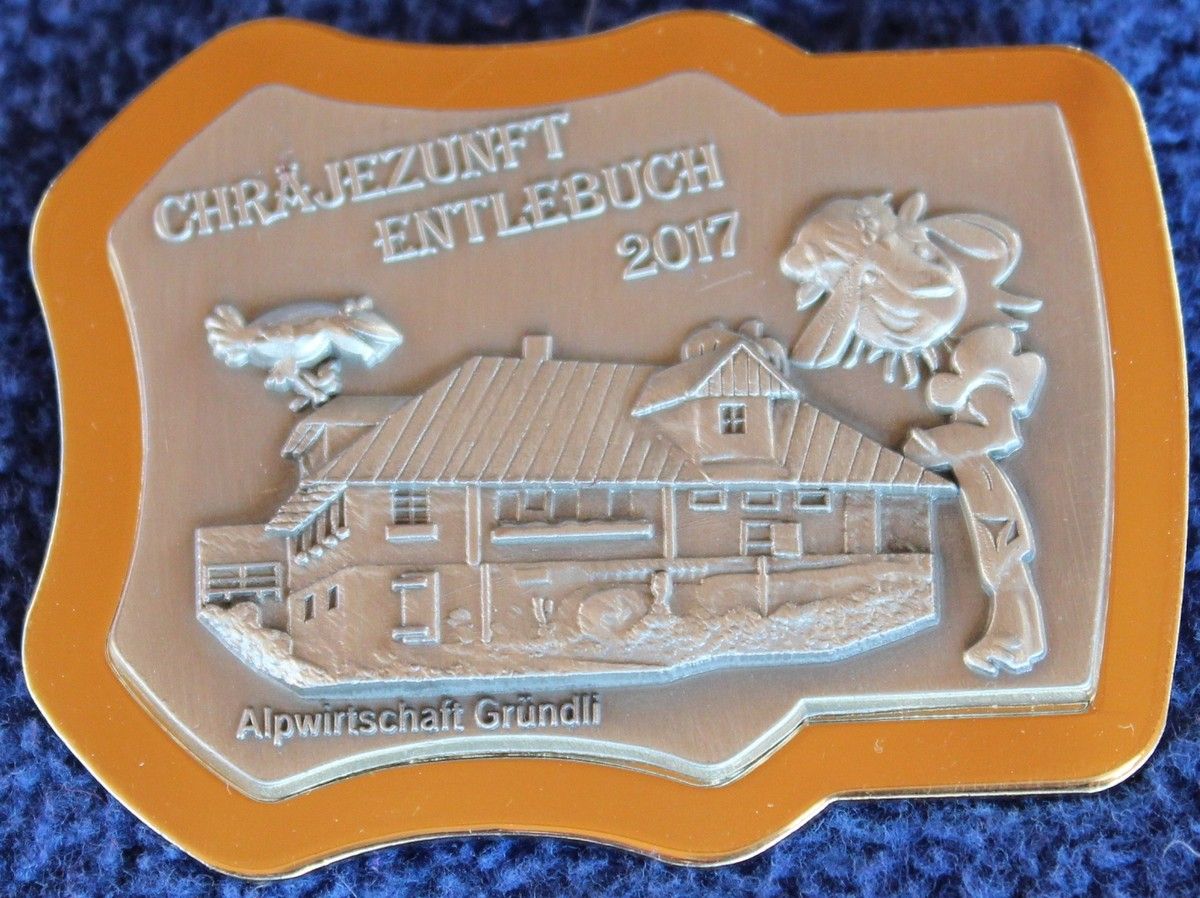 CHRÄJEZUNFT
ENTLEBUCH
2017
Alpwirtschaft Gründli